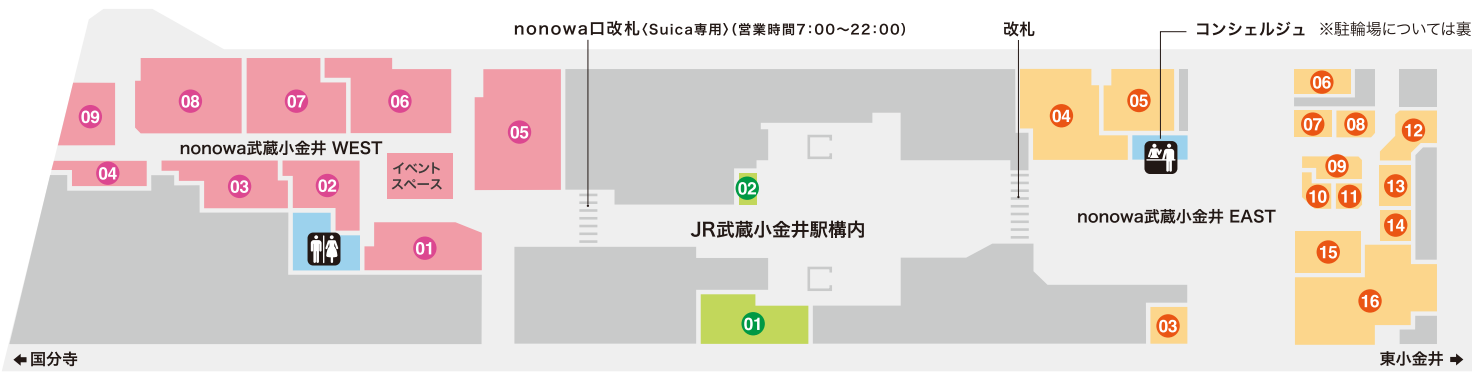 nonowa口改札〈Suica専用〉（営業時間7：00〜22：00）
改札
コンシェルジュ
※駐輪場については裏
09
08
07
06
05
04
05
06
07
08
12
nonowa武蔵小金井 WEST
イベント
スペース
04
03
02
02
09
10
11
13
14
01
JR武蔵小金井駅構内
nonowa武蔵小金井 EAST
15
16
01
03
国分寺
東小金井